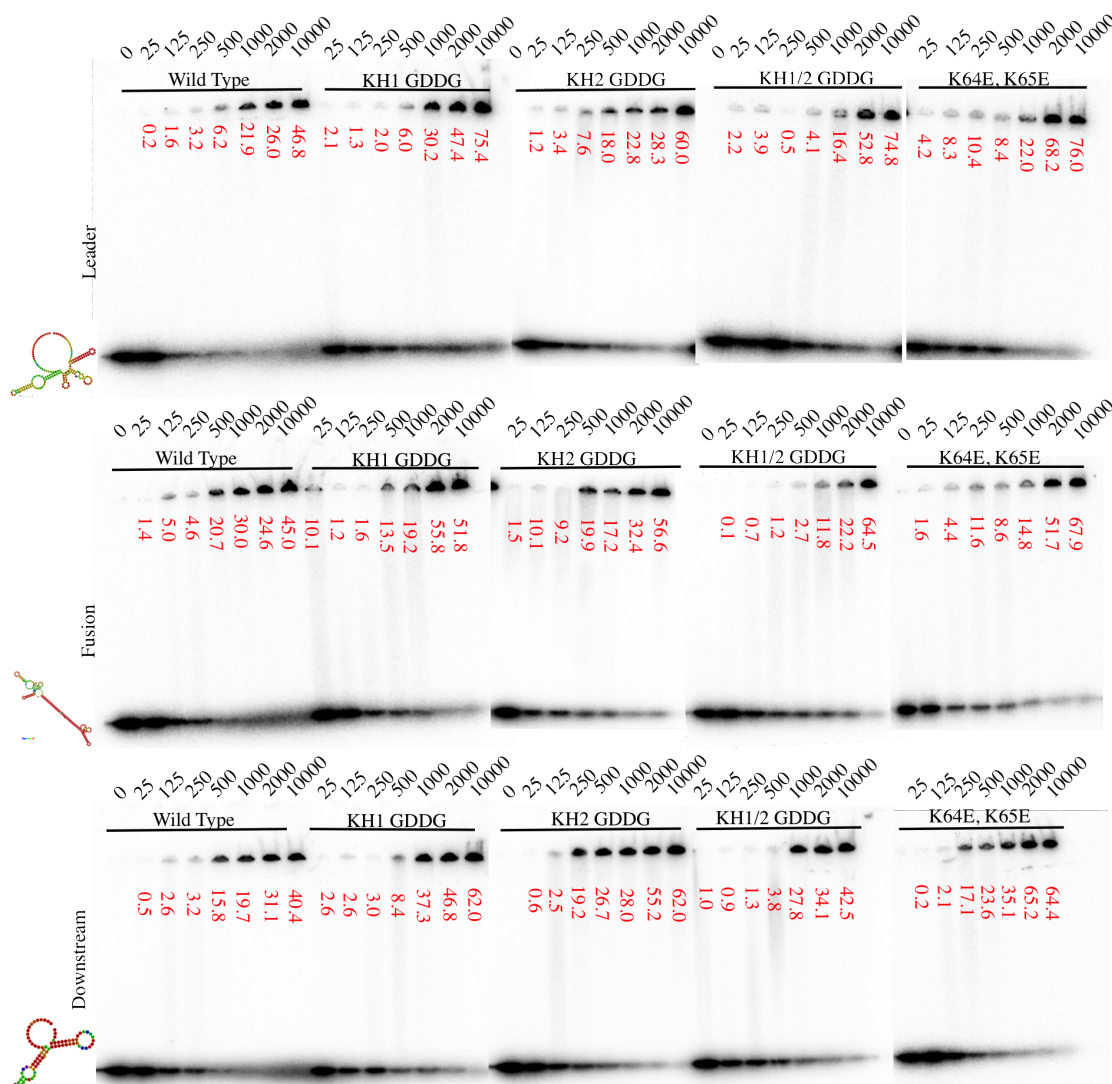 0 25 125 250 500 1000 2000 10000 25 125 250 500 1000 2000 10000 0 25 125 250 500 1000 2000 10000 0 25 125 250 500 1000 2000 10000 0 25 125 250 500 1000 2000 10000
Wild Type KH1 GDDG KH2 GDDG KH1/2 GDDG K64E, K65E
0.2 1.6 3.2 6.2 21.9 26.0 46.8 2.1 1.3 2.0 6.0 30.2 47.4 75.4 1.2 3.4 7.6 18.0 22.8 28.3 60.0 2.2 3.9 0.5 4.1 16.4 52.8 74.8 4.2 8.3 10.4 8.4 22.0 68.2 76.0
Leader
0 25 125 250 500 1000 2000 10000 25 125 250 500 1000 2000 10000 25 125 250 500 1000 2000 10000 0 25 125 250 500 1000 2000 10000 0 25 125 250 500 1000 2000 10000
Wild Type KH1 GDDG KH2 GDDG KH1/2 GDDG K64E, K65E
1.4 5.0 4.6 20.7 30.0 24.6 45.0 10.1 1.2 1.6 13.5 19.2 55.8 51.8 1.5 10.1 9.2 19.9 17.2 32.4 56.6 0.1 0.7 1.2 2.7 11.8 22.2 64.5 1.6 4.4 11.6 8.6 14.8 51.7 67.9
Fusion
0 25 125 250 500 1000 2000 10000 25 125 250 500 1000 2000 10000 0 25 125 250 500 1000 2000 10000 25 125 250 500 1000 2000 10000 0 25 125 250 500 1000 2000 10000
Wild Type KH1 GDDG KH2 GDDG KH1/2 GDDG K64E, K65E
0.5 2.6 3.2 15.8 19.7 31.1 40.4 2.6 2.6 3.0 8.4 37.3 46.8 62.0 0.6 2.5 19.2 26.7 28.0 55.2 62.0 1.0 0.9 1.3 3.8 27.8 34.1 42.5 0.2 2.1 17.1 23.6 35.1 65.2 64.4
Downstream